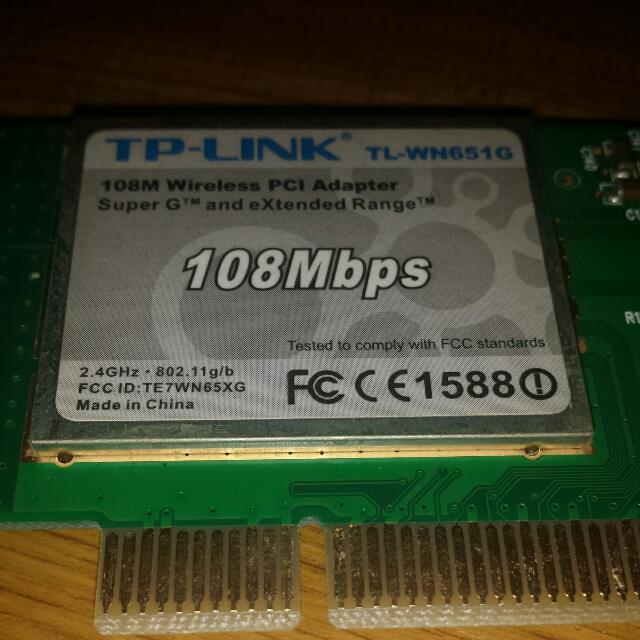 TP-LINK® TL-WN651G
108M Wireless PCI Adapter
Super G™ and eXtended Range™
108Mbps
Tested to comply with FCC standards
2.4GHz · 802.11g/b
FCC ID:TE7WN65XG
Made in China
FCC CE1588